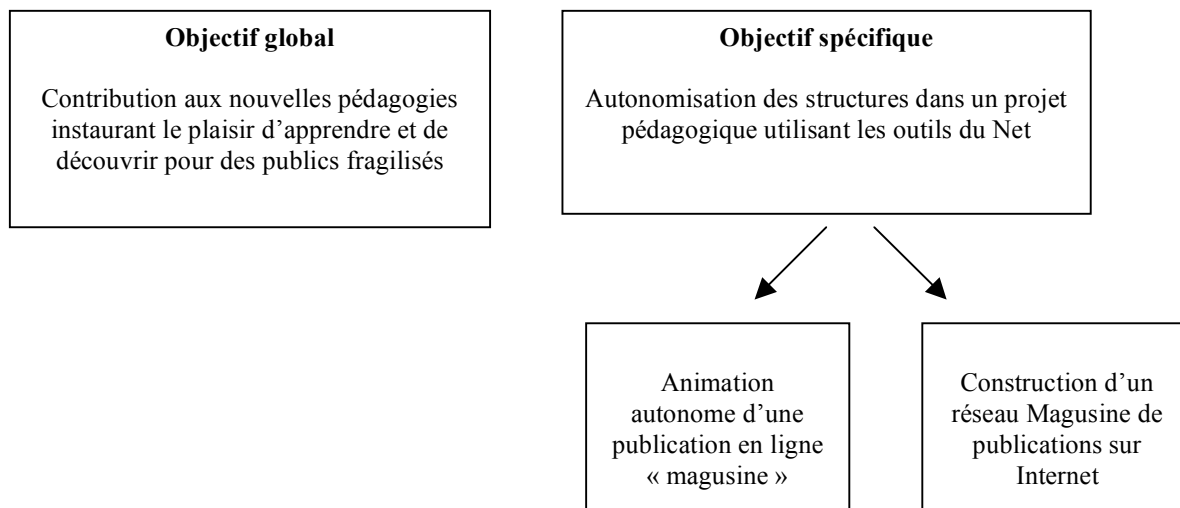 Objectif global
Contribution aux nouvelles pédagogies
instaurant le plaisir d’apprendre et de
découvrir pour des publics fragilisés
Objectif spécifique
Autonomisation des structures dans un projet
pédagogique utilisant les outils du Net
Animation
autonome d’une
publication en ligne
« magusine »
Construction d’un
réseau Magusine de
publications sur
Internet